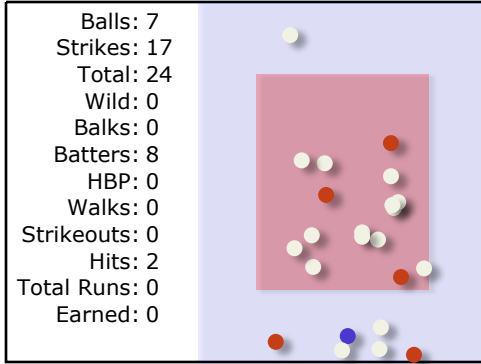 Balls: 7
Strikes: 17
Total: 24
Wild: 0
Balks: 0
Batters: 8
HBP: 0
Walks: 0
Strikeouts: 0
Hits: 2
Total Runs: 0
Earned: 0